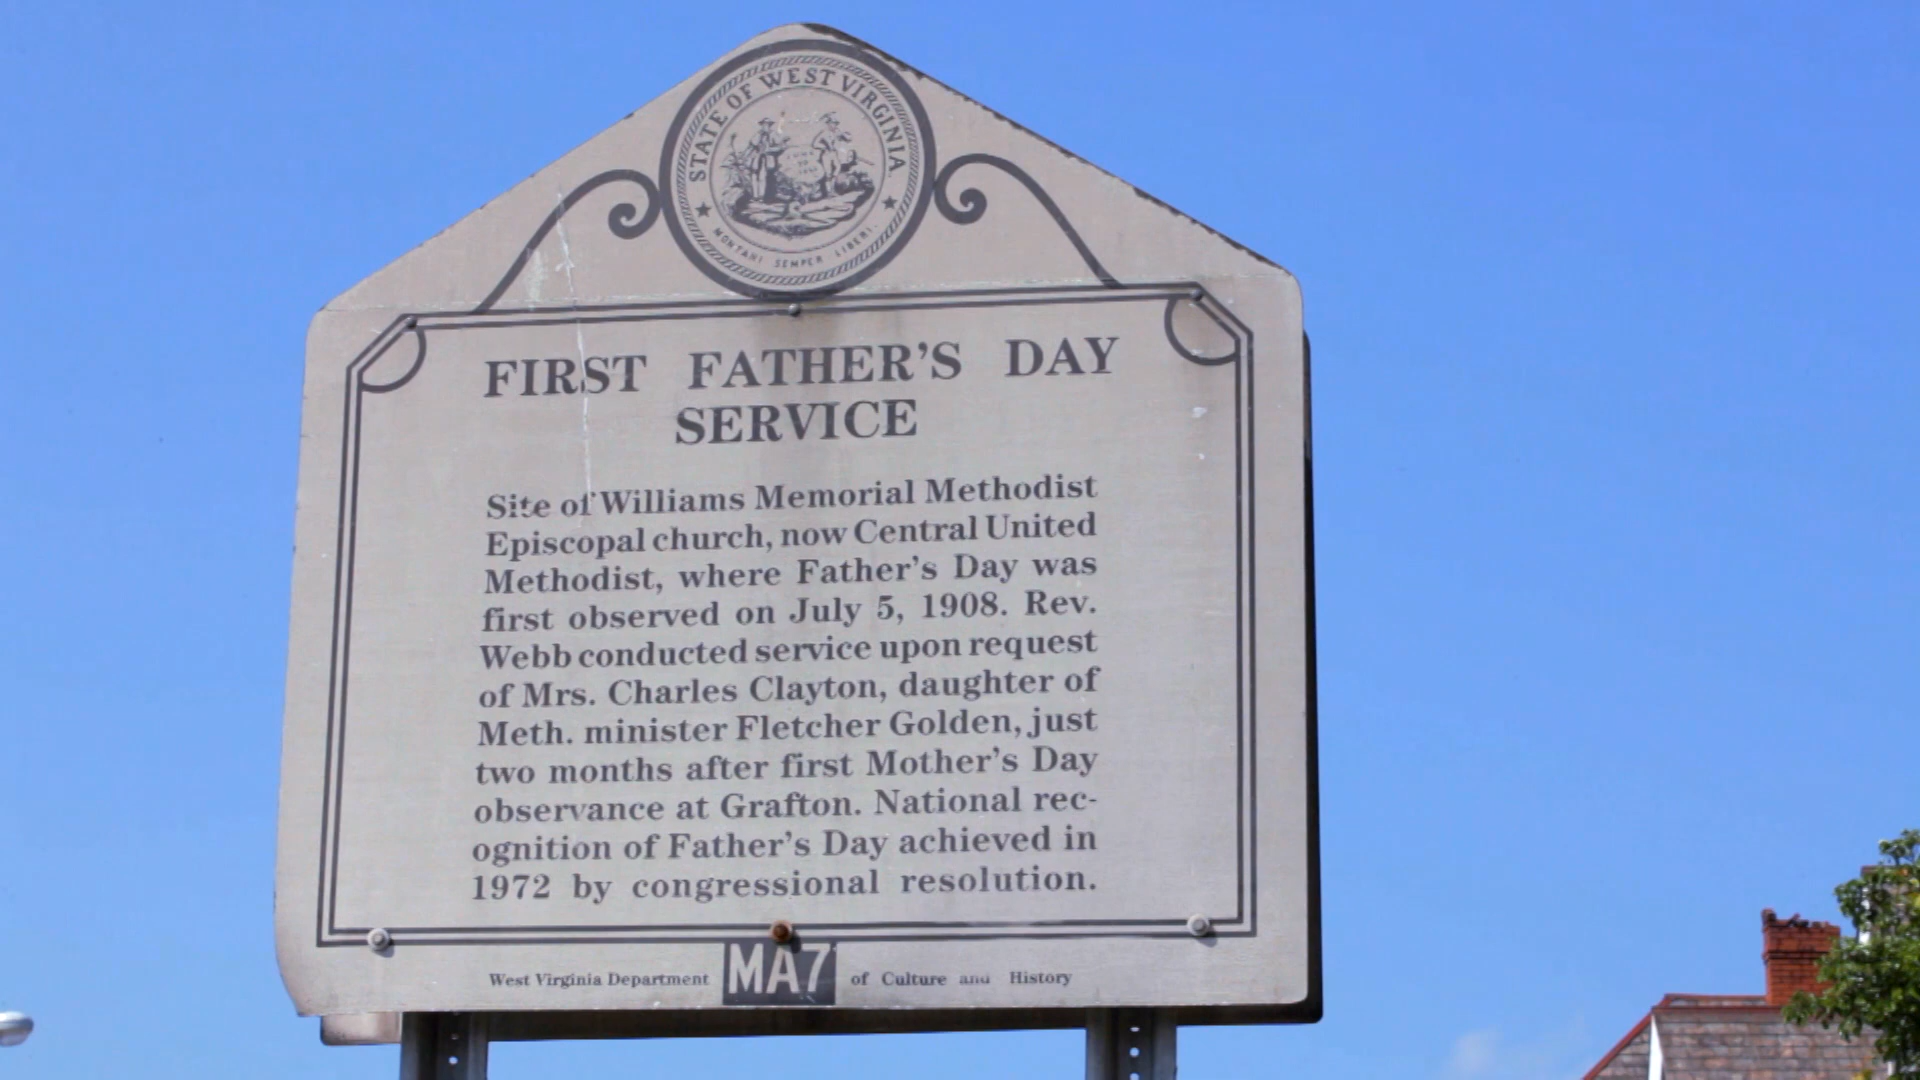 STATE OF WEST VIRGINIA
MONTANI SEMPER LIBERI.
FIRST FATHER'S DAY
SERVICE
Site of Williams Memorial Methodist
Episcopal church, now Central United
Methodist, where Father's Day was
first observed on July 5, 1908. Rev.
Webb conducted service upon request
of Mrs. Charles Clayton, daughter of
Meth. minister Fletcher Golden, just
two months after first Mother's Day
observance at Grafton. National rec-
ognition of Father's Day achieved in
1972 by congressional resolution.
West Virginia Department MA7 of Culture and History